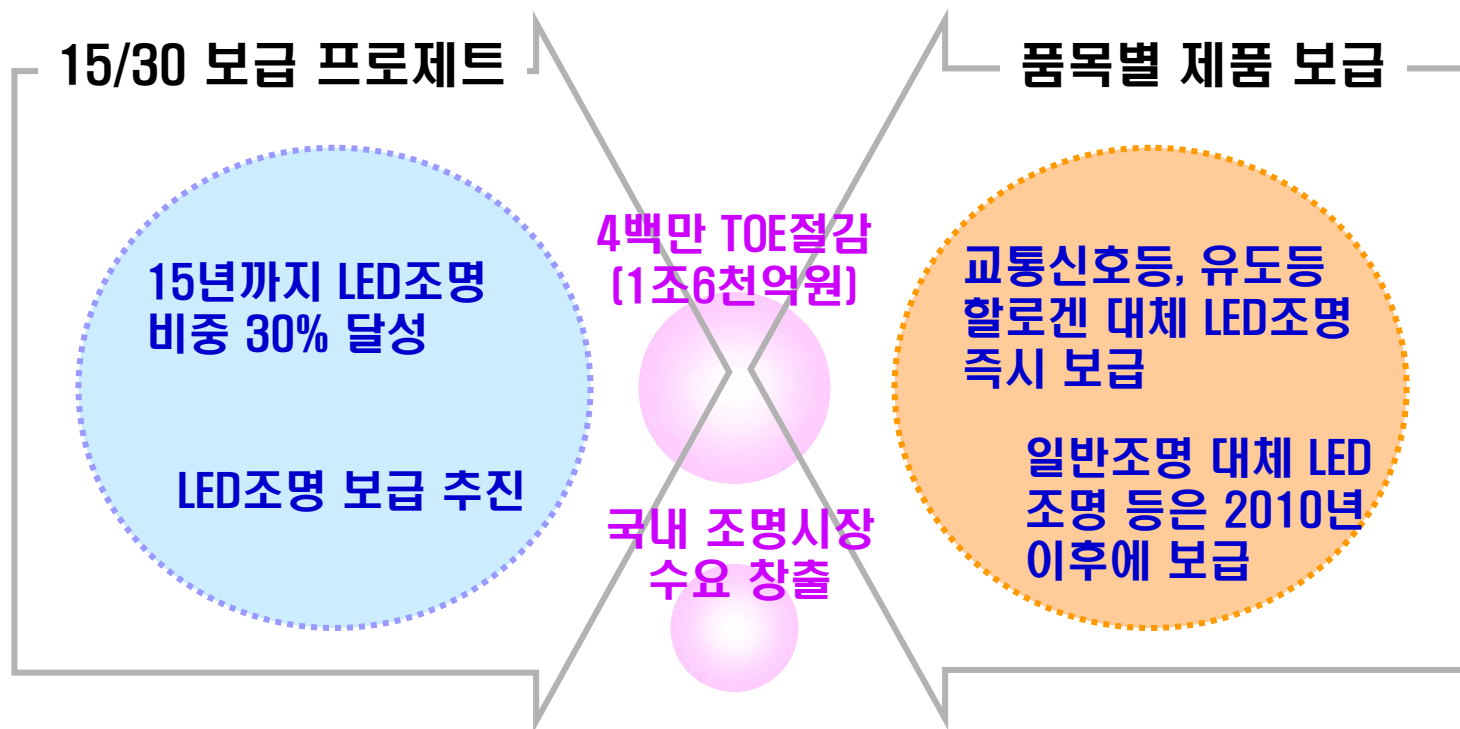 15/30 보급 프로제트
15년까지 LED조명
비중 30% 달성
LED조명 보급 추진
4백만 TOE절감
(1조6천억원)
국내 조명시장
수요 창출
품목별 제품 보급
교통신호등, 유도등
할로겐 대체 LED조명
즉시 보급
일반조명 대체 LED
조명 등은 2010년
이후에 보급